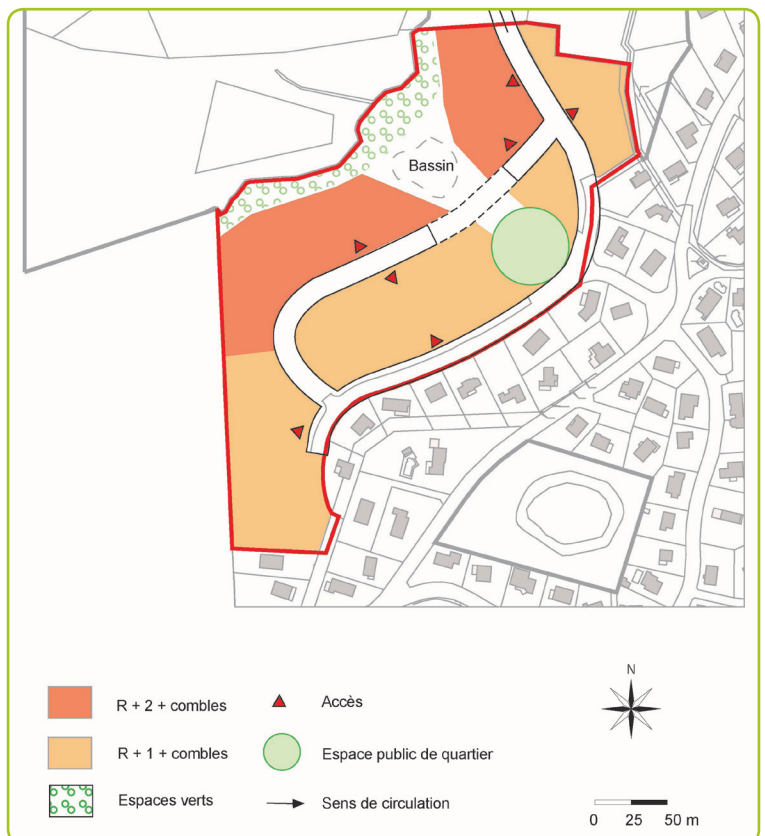 Bassin
R + 2 + combles
Accès
N
R + 1 + combles
Espace public de quartier
Espaces verts
Sens de circulation
0 25 50 m